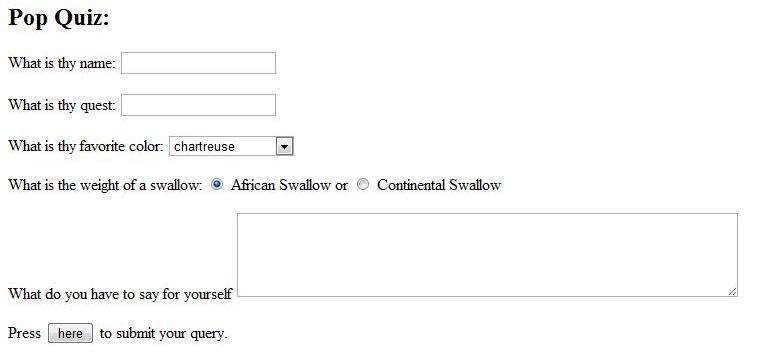 Pop Quiz:
What is thy name:
What is thy quest:
What is thy favorite color: chartreuse
What is the weight of a swallow: African Swallow or Continental Swallow
What do you have to say for yourself
Press here to submit your query.